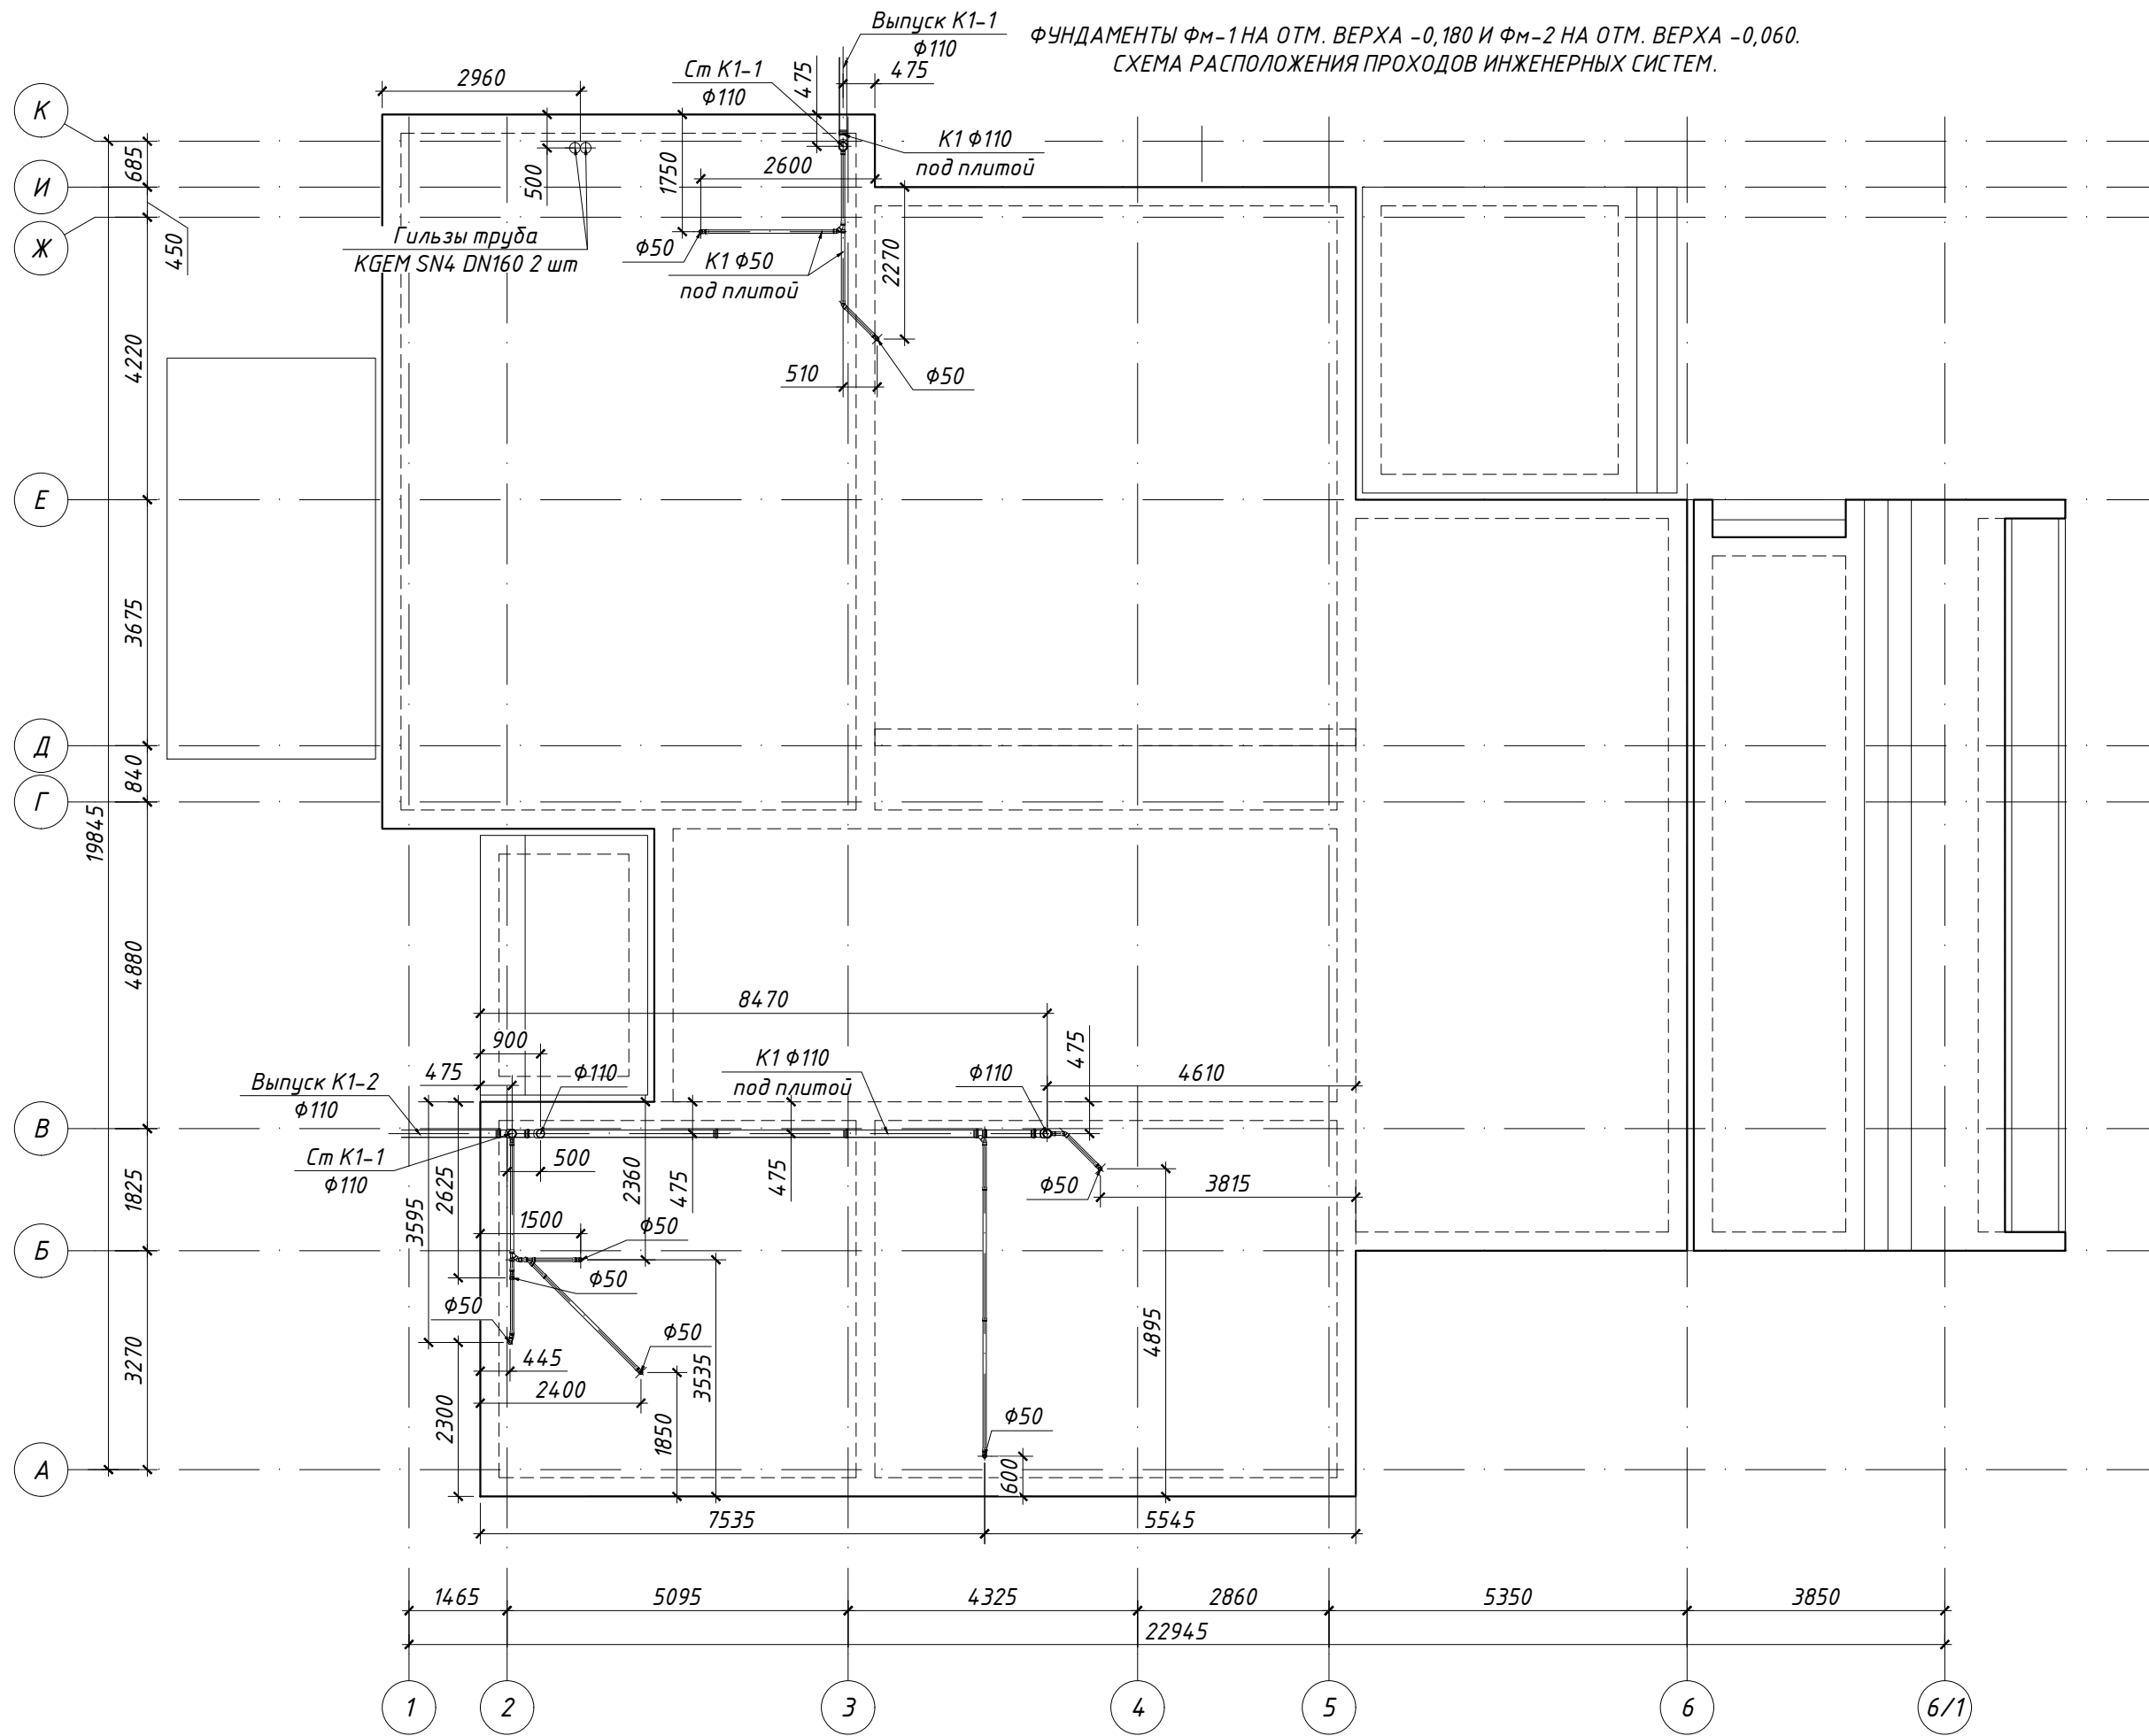 ФУНДАМЕНТЫ Фм-1 НА ОТМ. ВЕРХА -0,180 И Фм-2 НА ОТМ. ВЕРХА -0,060.
СХЕМА РАСПОЛОЖЕНИЯ ПРОХОДОВ ИНЖЕНЕРНЫХ СИСТЕМ.
Выпуск К1-1
Ф110
Ст К1-1
Ф110
475
475
2960
К1 Ф110
под плитой
2600
1750
500
Гильзы труба
KGEM SN4 DN160 2 шт
Ф50
К1 Ф50
под плитой
2270
510
Ф50
К
И
Ж
Е
Д
Г
В
Б
А
685
450
4220
3675
840
4880
1825
3270
19845
8470
900
475
475
Выпуск К1-2
Ф110
Ф110
К1 Ф110
под плитой
Ф110
4610
Ст К1-1
Ф110
500
2360
475
475
2625
3595
1500
Ф50
Ф50
Ф50
Ф50
3815
Ф50
445
2400
2300
1850
3535
4895
Ф50
600
7535
5545
1465
5095
4325
2860
5350
3850
22945
1
2
3
4
5
6
6/1